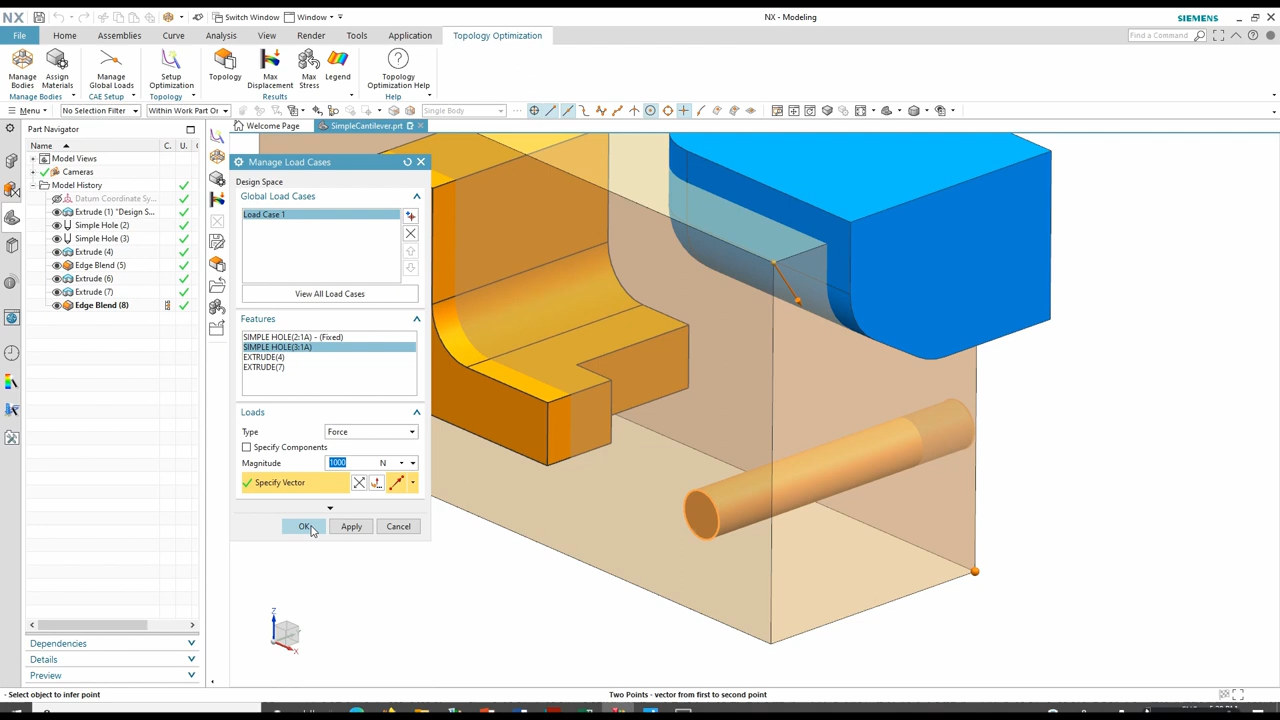 NX
Switch Window
Window
NX - Modeling
SIEMENS
File
Home
Assemblies
Curve
Analysis
View
Render
Tools
Application
Topology Optimization
Find a Command
Manage Bodies
Assign Materials
Manage Global Loads
Setup Optimization
Topology
Max Displacement
Max Stress
Legend
Topology Optimization Help
Manage Bodies
CAE Setup
Topology
Results
Help
Menu
No Selection Filter
Within Work Part Or
Single Body
Part Navigator
Welcome Page
SimpleCantilever.prt
Name
C.
U.
Model Views
Cameras
Model History
Datum Coordinate Sy...
Extrude (1) "Design S...
Simple Hole (2)
Simple Hole (3)
Extrude (4)
Edge Blend (5)
Extrude (6)
Extrude (7)
Edge Blend (8)
Dependencies
Details
Preview
Manage Load Cases
Design Space
Global Load Cases
Load Case 1
View All Load Cases
Features
SIMPLE HOLE(2:1A) - (Fixed)
SIMPLE HOLE(3:1A)
EXTRUDE(4)
EXTRUDE(7)
Loads
Type
Force
Specify Components
Magnitude
1000
N
Specify Vector
OK
Apply
Cancel
Z
X
Select object to infer point
Two Points - vector from first to second point